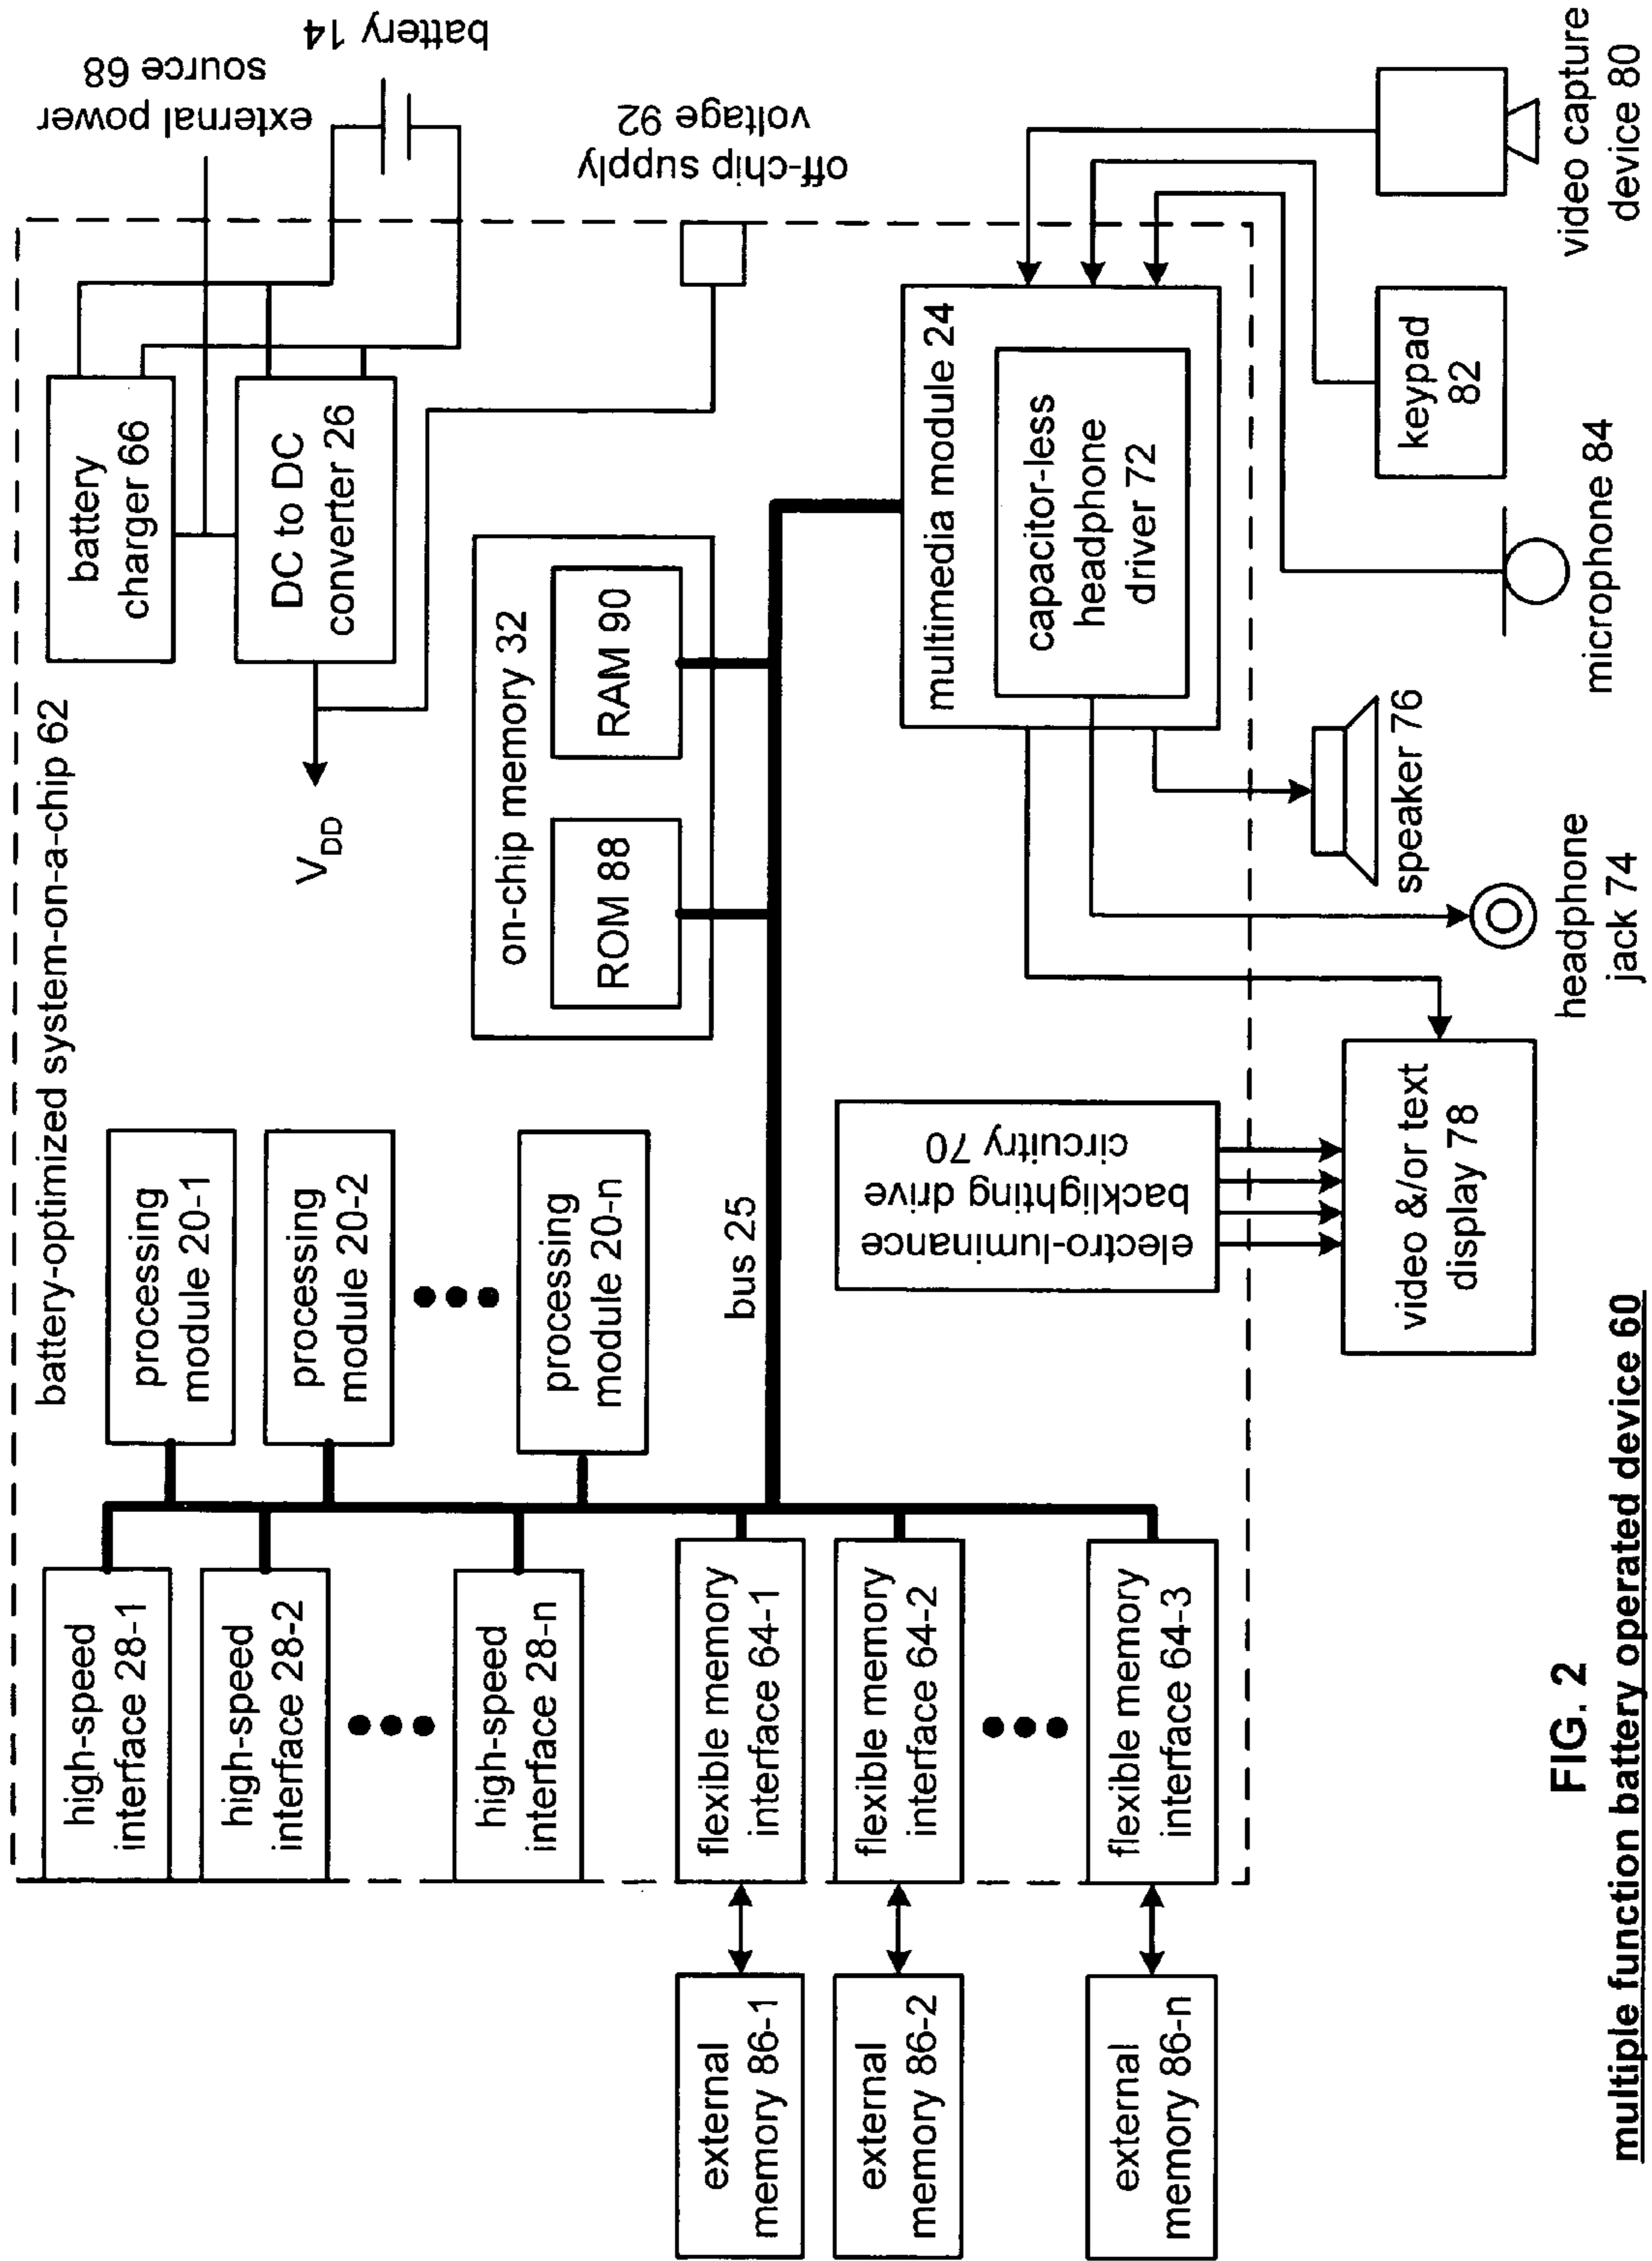 battery-optimized system-on-a-chip 62
high-speed
interface 28-1
high-speed
interface 28-2
high-speed
interface 28-n
flexible memory
interface 64-1
flexible memory
interface 64-2
flexible memory
interface 64-3
external
memory 86-1
external
memory 86-2
external
memory 86-n
processing
module 20-1
processing
module 20-2
processing
module 20-n
bus 25
on-chip memory 32
ROM 88
RAM 90
VDD
battery
charger 66
DC to DC
converter 26
external power
source 68
battery 14
off-chip supply
voltage 92
multimedia module 24
capacitor-less
headphone
driver 72
electro-luminance
backlighting drive
circuitry 70
video &/or text
display 78
headphone
jack 74
speaker 76
microphone 84
keypad
82
video capture
device 80
FIG. 2
multiple function battery operated device 60